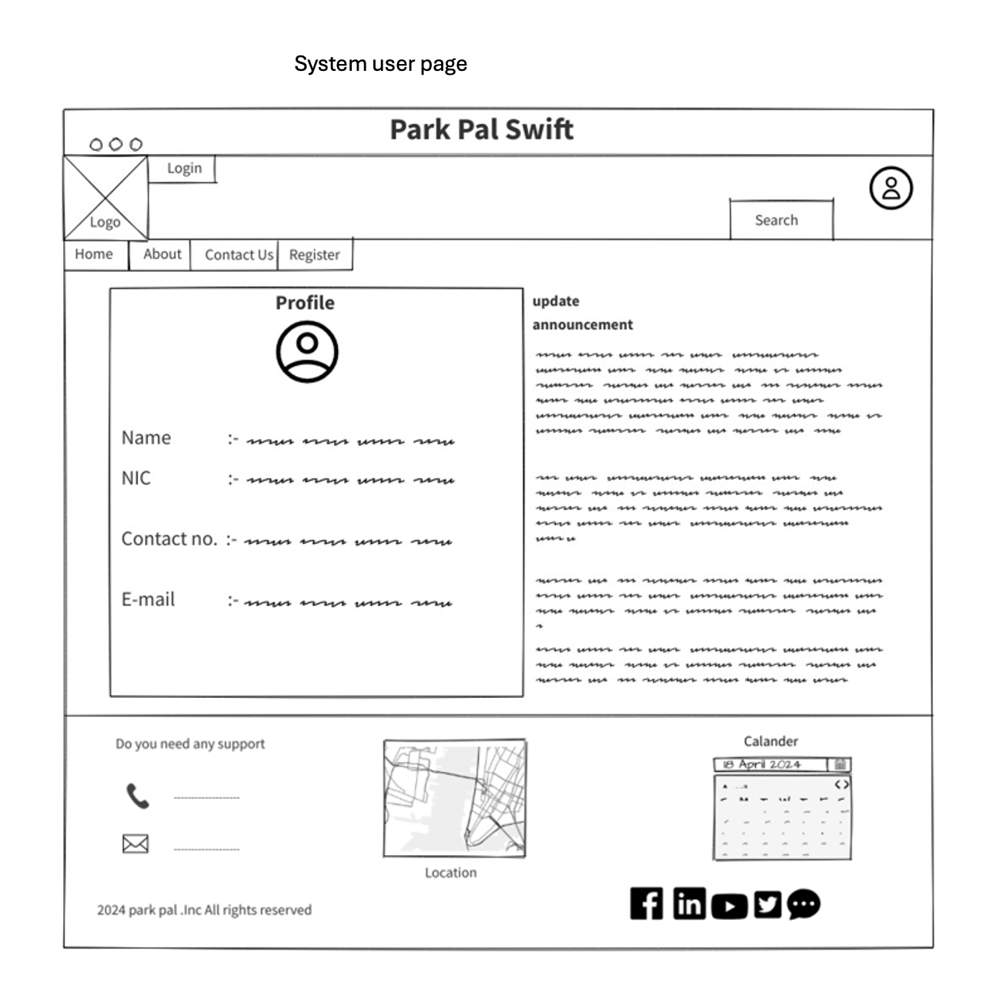 System user page
Park Pal Swift
Login
Logo
Search
Home About Contact Us Register
Profile
Name :-
NIC :-
Contact no. :-
E-mail :-
update
announcement
Do you need any support
Location
Calander
18 April 2024
2024 park pal .Inc All rights reserved